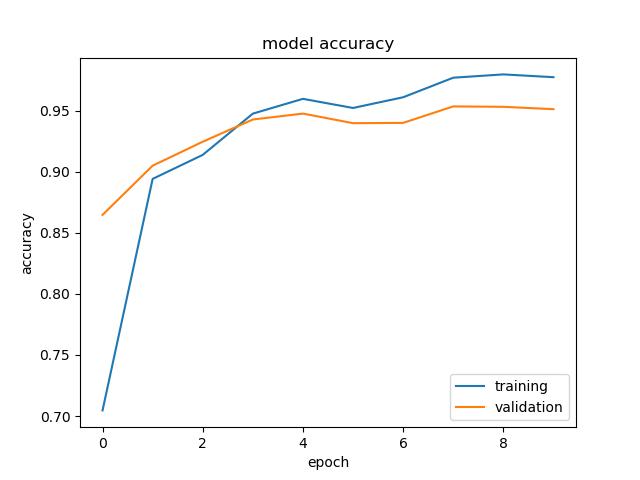 model accuracy
0.95
0.90
0.85
0.80
0.75
0.70
accuracy
training
validation
0 2 4 6 8
epoch